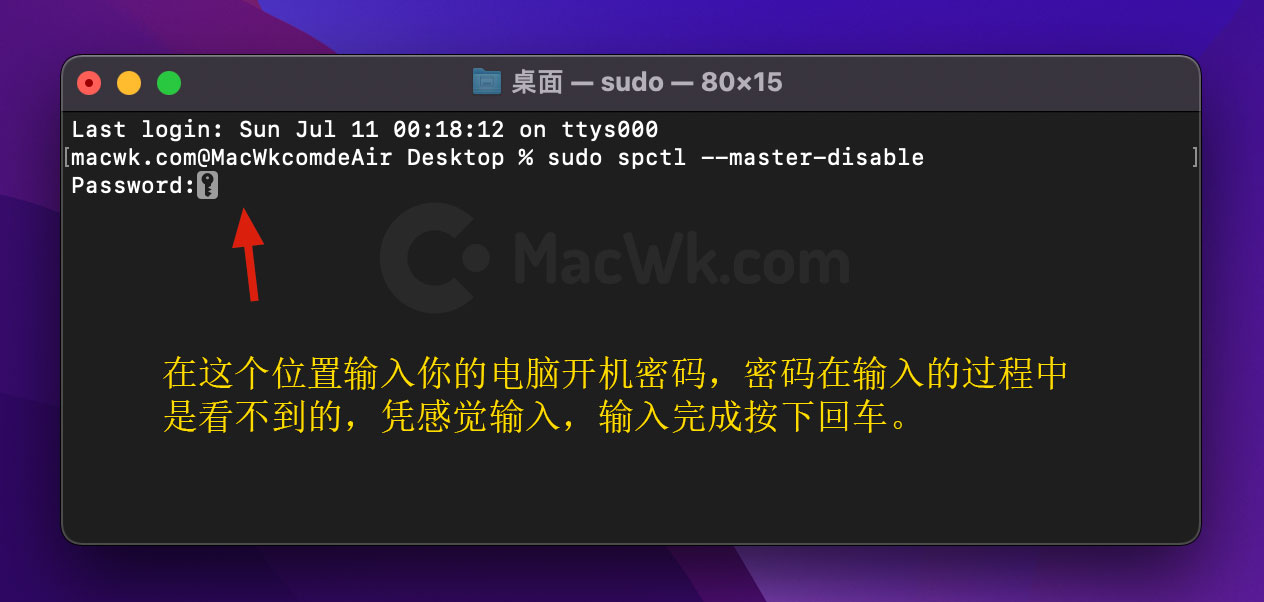 桌面 — sudo — 80×15
Last login: Sun Jul 11 00:18:12 on ttys000
[macwk.com@MacWkcomdeAir Desktop % sudo spctl --master-disable ]
Password:
MacWk.com
在这个位置输入你的电脑开机密码，密码在输入的过程中
是看不到的，凭感觉输入，输入完成按下回车。